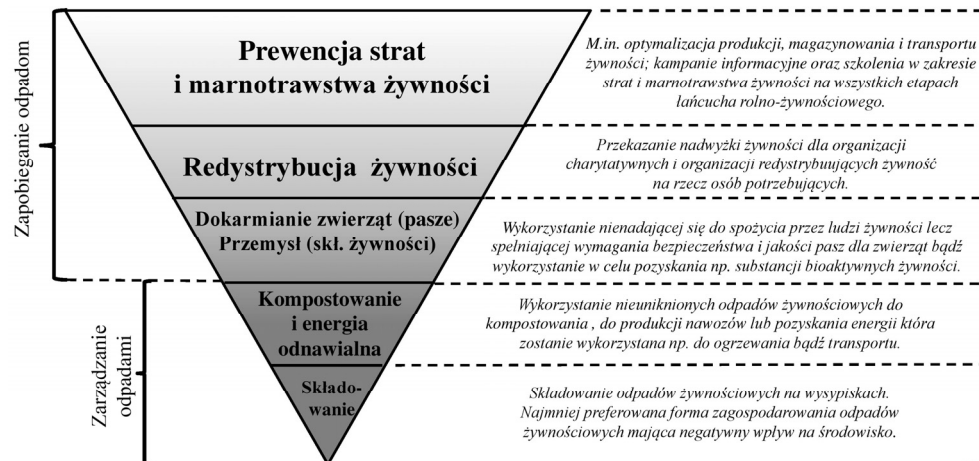 Zapobieganie odpadom
Zarządzanie
odpadami
Prewencja strat
i marnotrawstwa żywności
M.in. optymalizacja produkcji, magazynowania i transportu
żywności; kampanie informacyjne oraz szkolenia w zakresie
strat i marnotrawstwa żywności na wszystkich etapach
łańcucha rolno-żywnościowego.
Redystrybucja żywności
Przekazanie nadwyżki żywności dla organizacji
charytatywnych i organizacji redystrybuujących żywność
na rzecz osób potrzebujących.
Dokarmianie zwierząt (pasze)
Przemysł (skł. żywności)
Wykorzystanie nienadającej się do spożycia przez ludzi żywności lecz
spełniającej wymagania bezpieczeństwa i jakości pasz dla zwierząt bądź
wykorzystanie w celu pozyskania np. substancji bioaktywnych żywności.
Kompostowanie
i energia
odnawialna
Wykorzystanie nieuniknionych odpadów żywnościowych do
kompostowania , do produkcji nawozów lub pozyskania energii która
zostanie wykorzystana np. do ogrzewania bądź transportu.
Składo-
wanie
Składowanie odpadów żywnościowych na wysypiskach.
Najmniej preferowana forma zagospodarowania odpadów
żywnościowych mająca negatywny wpływ na środowisko.